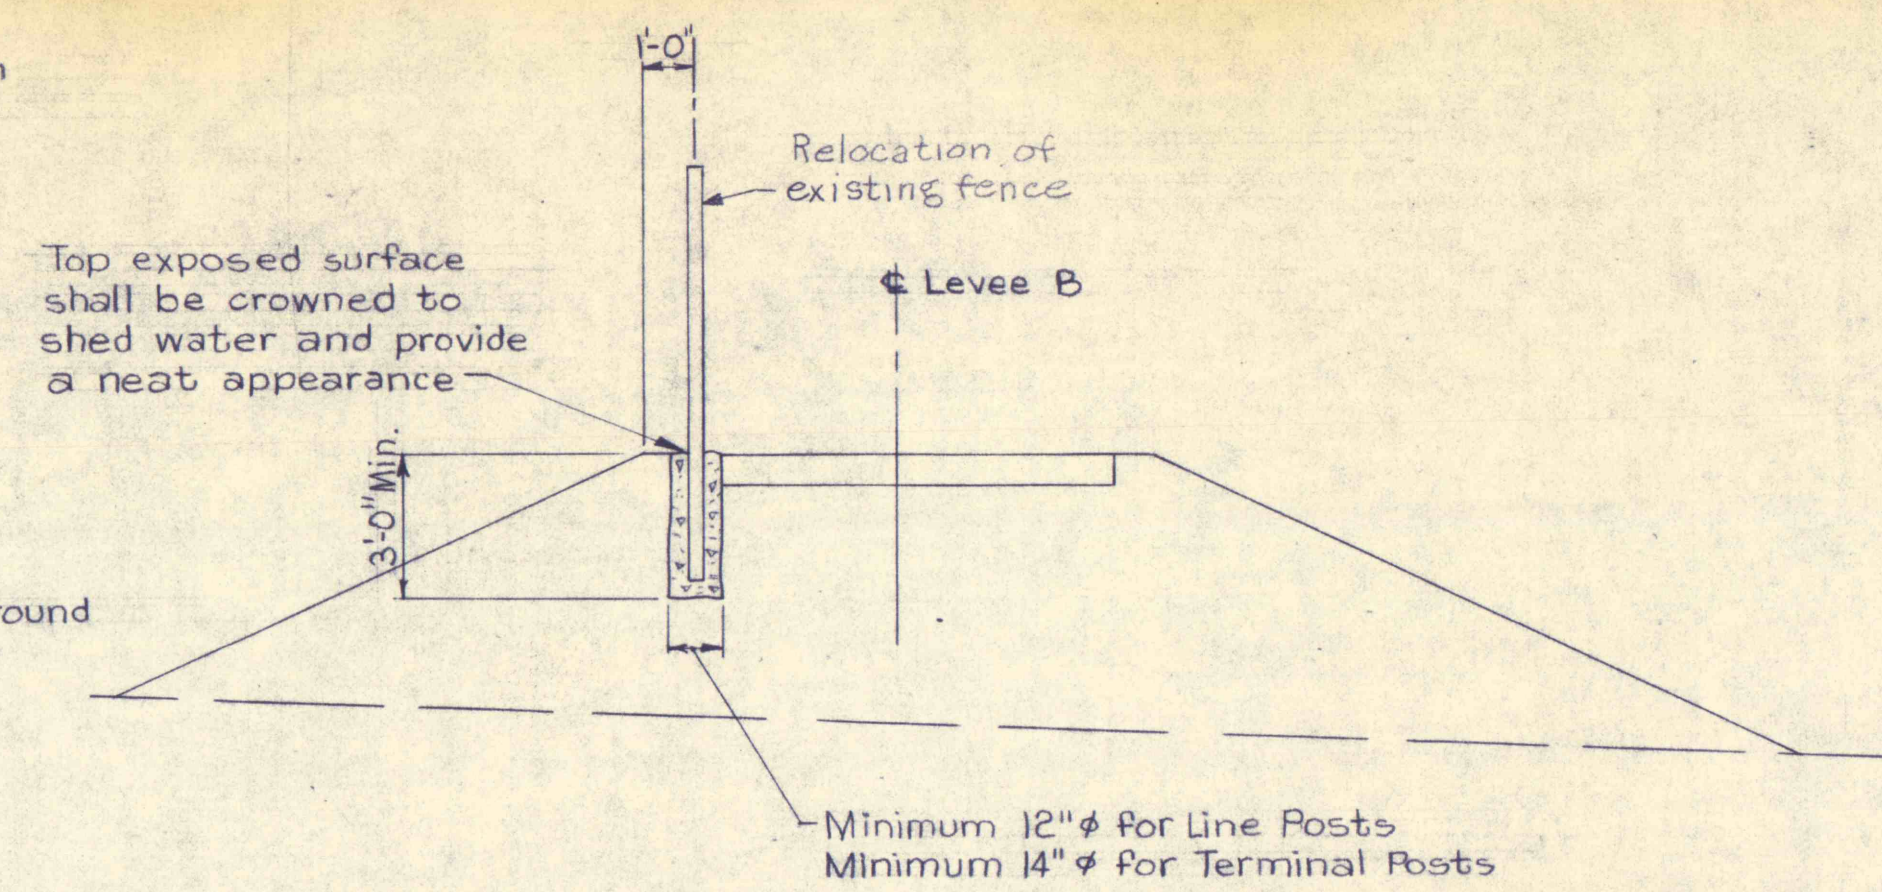 1'-0"
Relocation of
existing fence
Top exposed surface
shall be crowned to
shed water and provide
a neat appearance
℄ Levee B
3'-0" Min.
ound
Minimum 12"ø for Line Posts
Minimum 14"ø for Terminal Posts